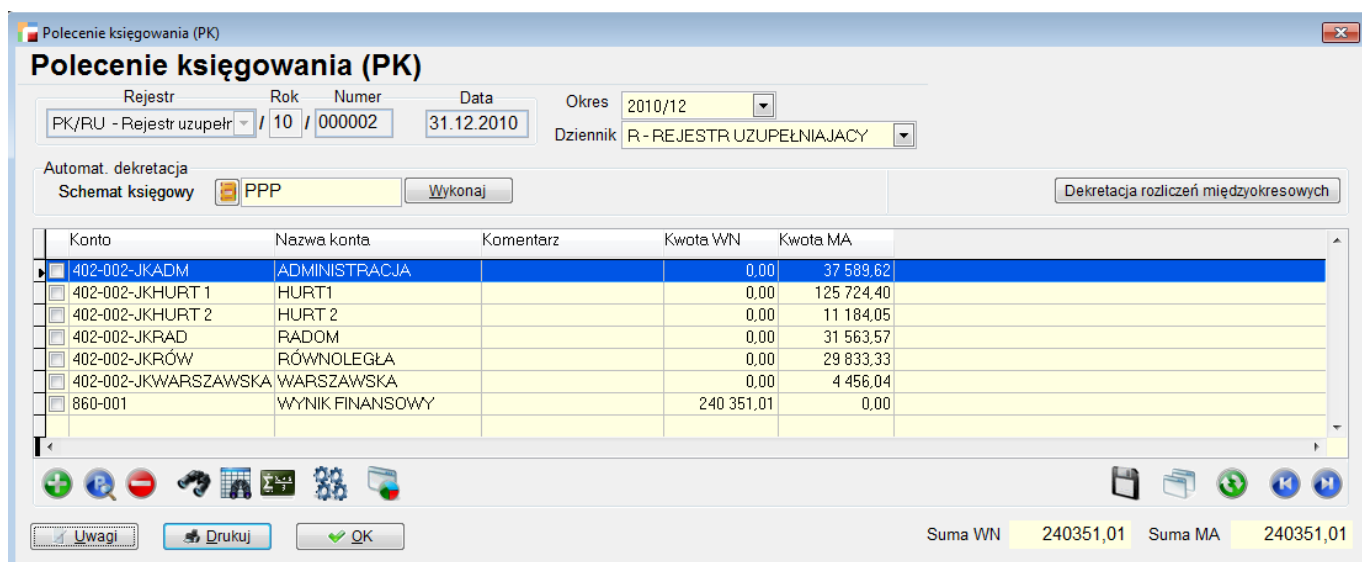 Polecenie księgowania (PK)
Polecenie księgowania (PK)
Rejestr Rok Numer Data Okres 2010/12
PK/RU - Rejestr uzupełr / 10 / 000002 31.12.2010 Dziennik R - REJESTR UZUPEŁNIAJACY
Automat. dekretacja
Schemat księgowy PPP Wykonaj Dekretacja rozliczeń międzyokresowych
Konto Nazwa konta Komentarz Kwota WN Kwota MA
402-002-JKADM ADMINISTRACJA 0,00 37 589,62
402-002-JKHURT 1 HURT1 0,00 125 724,40
402-002-JKHURT 2 HURT 2 0,00 11 184,05
402-002-JKRAD RADOM 0,00 31 563,57
402-002-JKRÓW RÓWNOLEGŁA 0,00 29 833,33
402-002-JKWARSZAWSKA WARSZAWSKA 0,00 4 456,04
860-001 WYNIK FINANSOWY 240 351,01 0,00
Uwagi Drukuj OK Suma WN 240351,01 Suma MA 240351,01